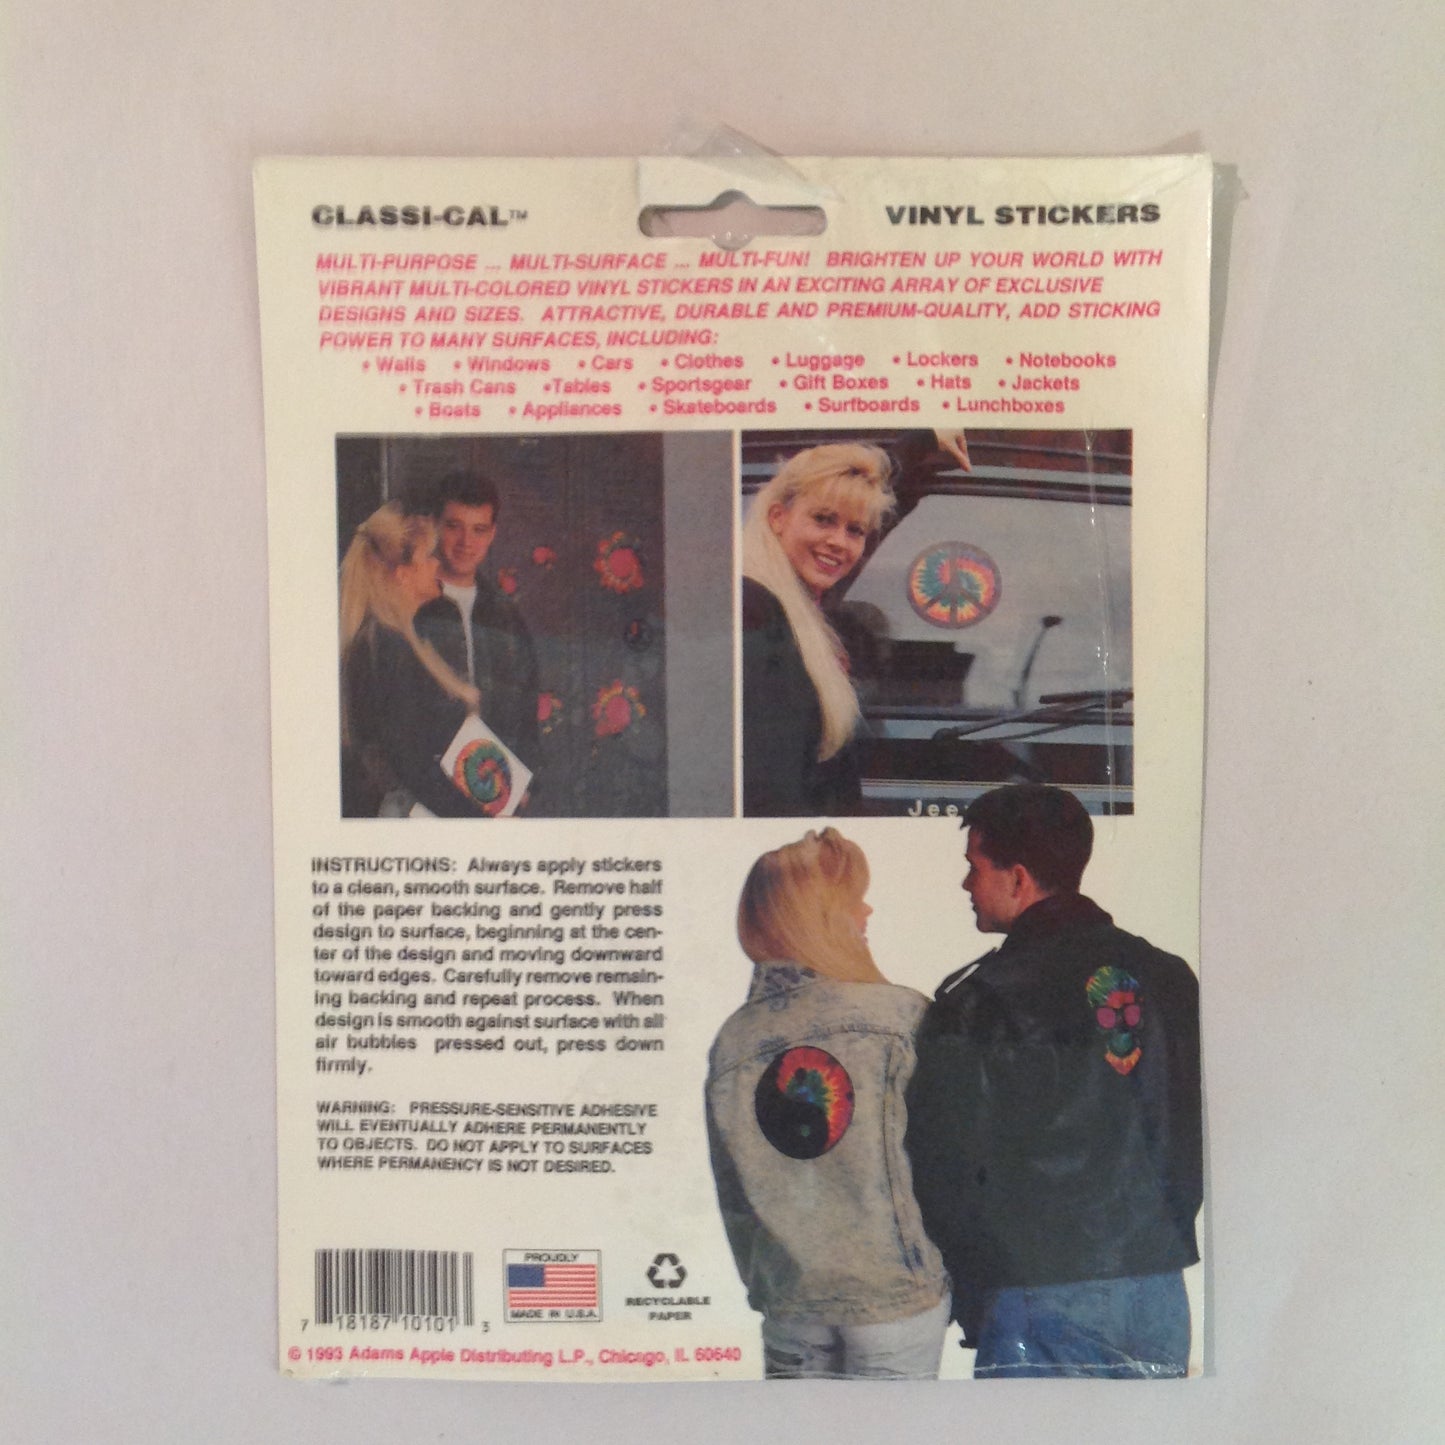 CLASSI-CAL™ VINYL STICKERS
MULTI-PURPOSE ... MULTI-SURFACE ... MULTI-FUN! BRIGHTEN UP YOUR WORLD WITH
VIBRANT MULTI-COLORED VINYL STICKERS IN AN EXCITING ARRAY OF EXCLUSIVE
DESIGNS AND SIZES. ATTRACTIVE, DURABLE AND PREMIUM-QUALITY, ADD STICKING
POWER TO MANY SURFACES, INCLUDING:
• Walls • Windows • Cars • Clothes • Luggage • Lockers • Notebooks
• Trash Cans • Tables • Sportsgear • Gift Boxes • Hats • Jackets
• Boats • Appliances • Skateboards • Surfboards • Lunchboxes
Jee
INSTRUCTIONS: Always apply stickers
to a clean, smooth surface. Remove half
of the paper backing and gently press
design to surface, beginning at the cen-
ter of the design and moving downward
toward edges. Carefully remove remain-
ing backing and repeat process. When
design is smooth against surface with all
air bubbles pressed out, press down
firmly.
WARNING: PRESSURE-SENSITIVE ADHESIVE
WILL EVENTUALLY ADHERE PERMANENTLY
TO OBJECTS. DO NOT APPLY TO SURFACES
WHERE PERMANENCY IS NOT DESIRED.
PROUDLY
MADE IN U.S.A.
RECYCLABLE
PAPER
7 18187 10101 3
© 1993 Adams Apple Distributing L.P., Chicago, IL 60640